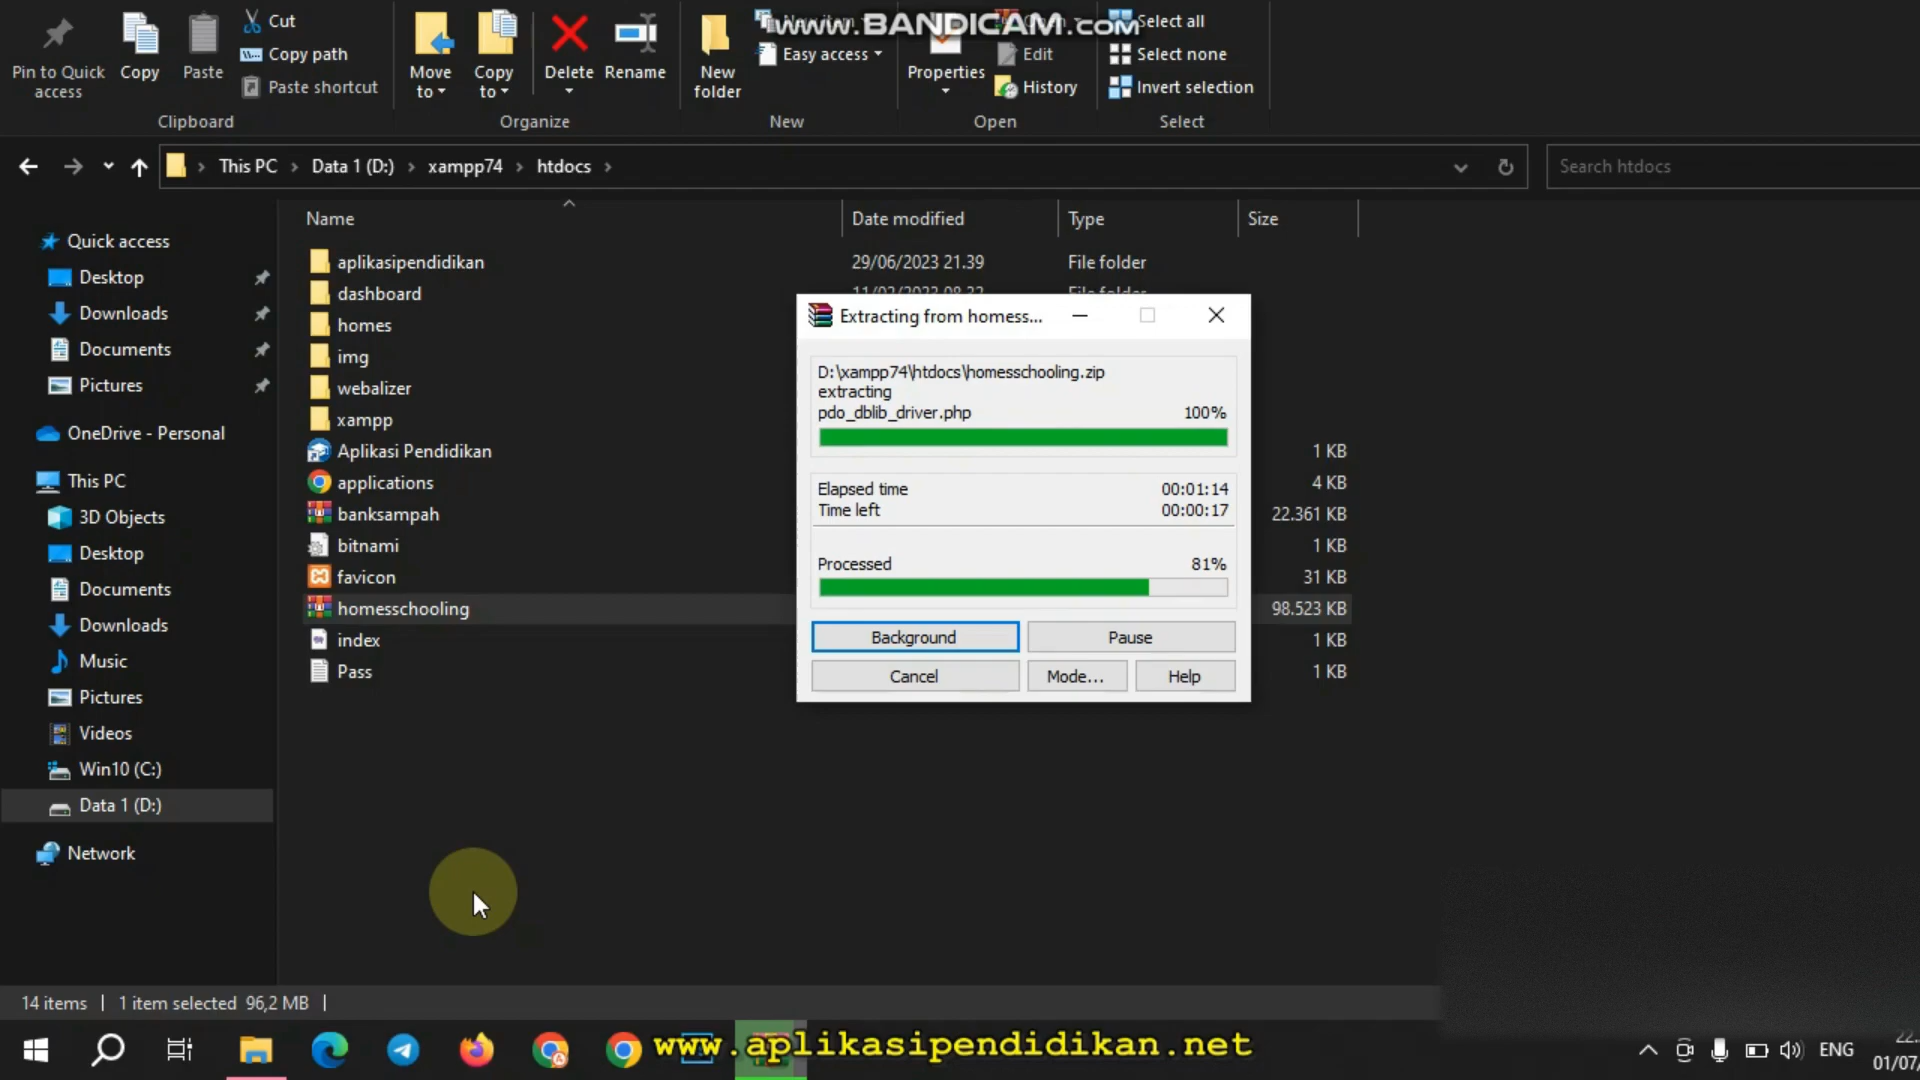 Pin to Quick access
Copy
Paste
Cut
Copy path
Paste shortcut
Clipboard
Move to
Copy to
Delete
Rename
Organize
New folder
Easy access
New
Properties
Edit
History
Open
Select all
Select none
Invert selection
Select
www.BANDICAM.com
This PC
Data 1 (D:)
xampp74
htdocs
Search htdocs
Name
Date modified
Type
Size
Quick access
Desktop
Downloads
Documents
Pictures
OneDrive - Personal
This PC
3D Objects
Desktop
Documents
Downloads
Music
Pictures
Videos
Win10 (C:)
Data 1 (D:)
Network
aplikasipendidikan 29/06/2023 21.39 File folder
dashboard
homes
img
webalizer
xampp
Aplikasi Pendidikan 1 KB
applications 4 KB
banksampah 22.361 KB
bitnami 1 KB
favicon 31 KB
homesschooling 98.523 KB
index 1 KB
Pass 1 KB
Extracting from homess...
D:\xampp74\htdocs\homesschooling.zip
extracting
pdo_dblib_driver.php 100%
Elapsed time 00:01:14
Time left 00:00:17
Processed 81%
Background
Pause
Cancel
Mode...
Help
14 items
1 item selected 96,2 MB
www.aplikasipendidikan.net
ENG